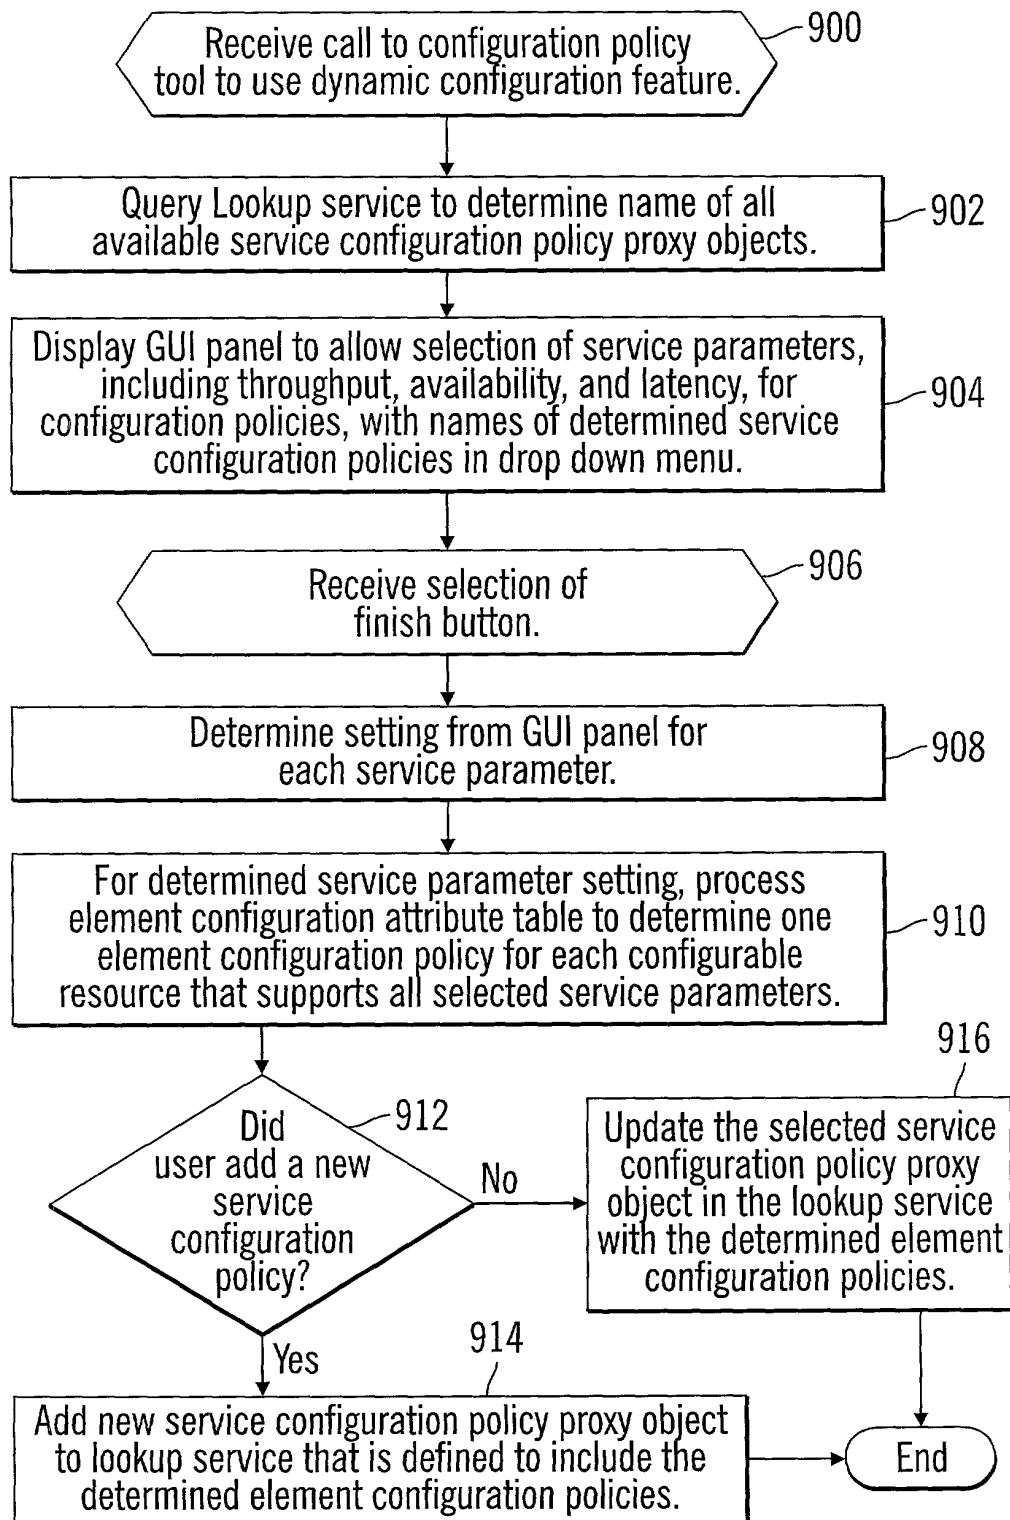 Receive call to configuration policy
tool to use dynamic configuration feature.
900
Query Lookup service to determine name of all
available service configuration policy proxy objects.
902
Display GUI panel to allow selection of service parameters,
including throughput, availability, and latency, for
configuration policies, with names of determined service
configuration policies in drop down menu.
904
Receive selection of
finish button.
906
Determine setting from GUI panel for
each service parameter.
908
For determined service parameter setting, process
element configuration attribute table to determine one
element configuration policy for each configurable
resource that supports all selected service parameters.
910
Did
user add a new
service
configuration
policy?
912
No
916
Update the selected service
configuration policy proxy
object in the lookup service
with the determined element
configuration policies.
Yes
914
Add new service configuration policy proxy object
to lookup service that is defined to include the
determined element configuration policies.
End